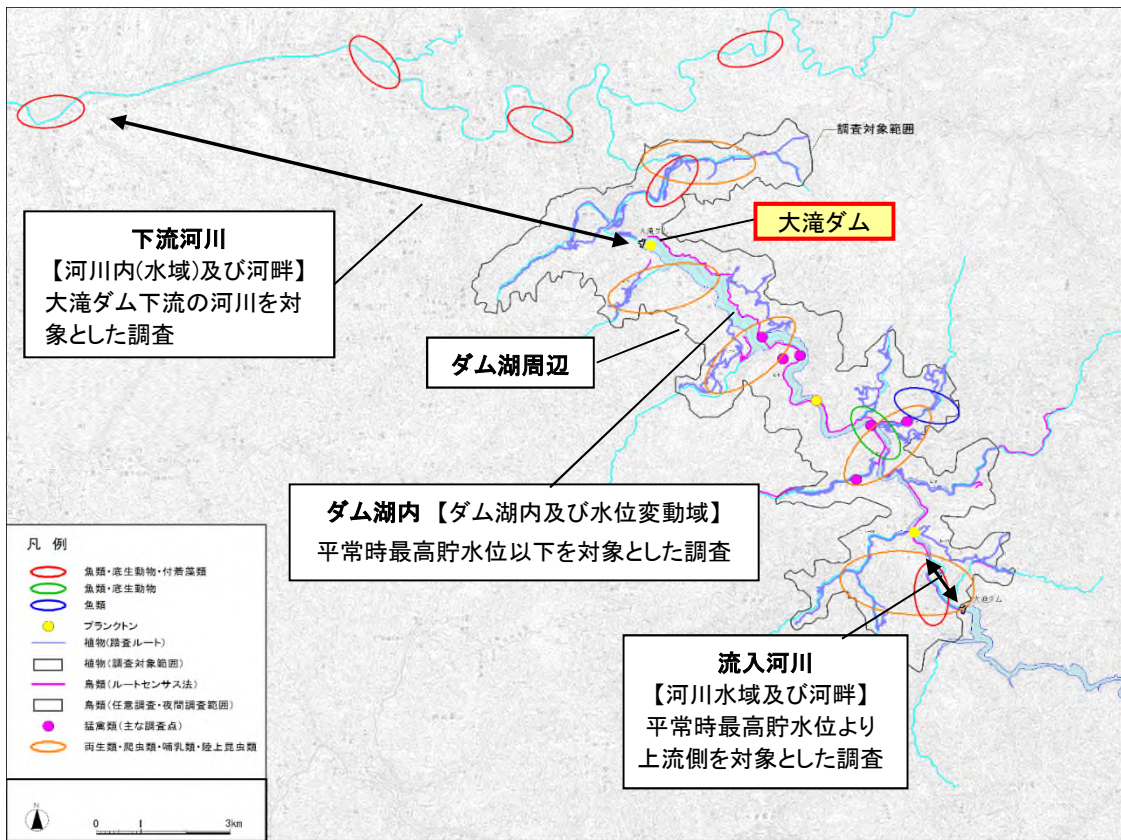 調査対象範囲
大滝ダム
大滝ダム
下流河川
【河川内(水域)及び河畔】
大滝ダム下流の河川を対
象とした調査
ダム湖周辺
ダム湖内 【ダム湖内及び水位変動域】
平常時最高貯水位以下を対象とした調査
大迫ダム
流入河川
【河川水域及び河畔】
平常時最高貯水位より
上流側を対象とした調査
凡 例
魚類・底生動物・付着藻類
魚類・底生動物
魚類
プランクトン
植物(踏査ルート)
植物(調査対象範囲)
鳥類(ルートセンサス法)
鳥類(任意調査・夜間調査範囲)
猛禽類(主な調査点)
両生類・爬虫類・哺乳類・陸上昆虫類
N
0 1 3km